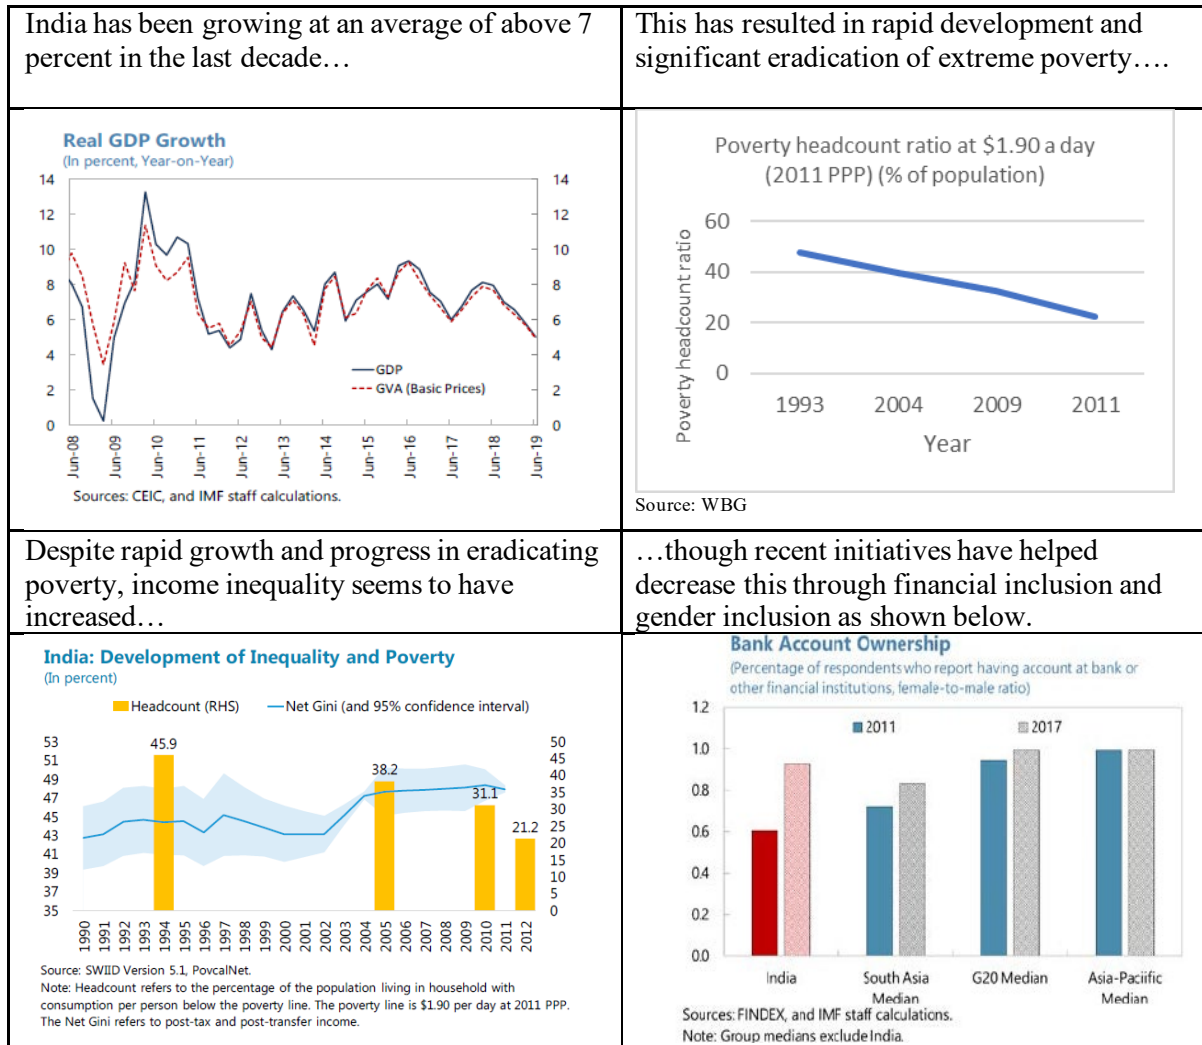 India has been growing at an average of above 7
percent in the last decade…
This has resulted in rapid development and
significant eradication of extreme poverty….
Real GDP Growth
(In percent, Year-on-Year)
14
12
10
8
6
4
2
0
14
12
10
8
6
4
2
0
GDP
GVA (Basic Prices)
Jun-08
Jun-09
Jun-10
Jun-11
Jun-12
Jun-13
Jun-14
Jun-15
Jun-16
Jun-17
Jun-18
Jun-19
Sources: CEIC, and IMF staff calculations.
Poverty headcount ratio at $1.90 a day
(2011 PPP) (% of population)
Poverty headcount ratio
60
40
20
0
1993 2004 2009 2011
Year
Source: WBG
Despite rapid growth and progress in eradicating
poverty, income inequality seems to have
increased…
…though recent initiatives have helped
decrease this through financial inclusion and
gender inclusion as shown below.
India: Development of Inequality and Poverty
(In percent)
Headcount (RHS) Net Gini (and 95% confidence interval)
53
51
49
47
45
43
41
39
37
35
45.9
38.2
31.1
21.2
50
45
40
35
30
25
20
15
10
5
0
1990
1991
1992
1993
1994
1995
1996
1997
1998
1999
2000
2001
2002
2003
2004
2005
2006
2007
2008
2009
2010
2011
2012
Source: SWIID Version 5.1, PovcalNet.
Note: Headcount refers to the percentage of the population living in household with
consumption per person below the poverty line. The poverty line is $1.90 per day at 2011 PPP.
The Net Gini refers to post-tax and post-transfer income.
Bank Account Ownership
(Percentage of respondents who report having account at bank or
other financial institutions, female-to-male ratio)
1.2
1.0
0.8
0.6
0.4
0.2
0.0
2011 2017
India
South Asia
Median
G20 Median
Asia-Paciific
Median
Sources: FINDEX, and IMF staff calculations.
Note: Group medians exclude India.